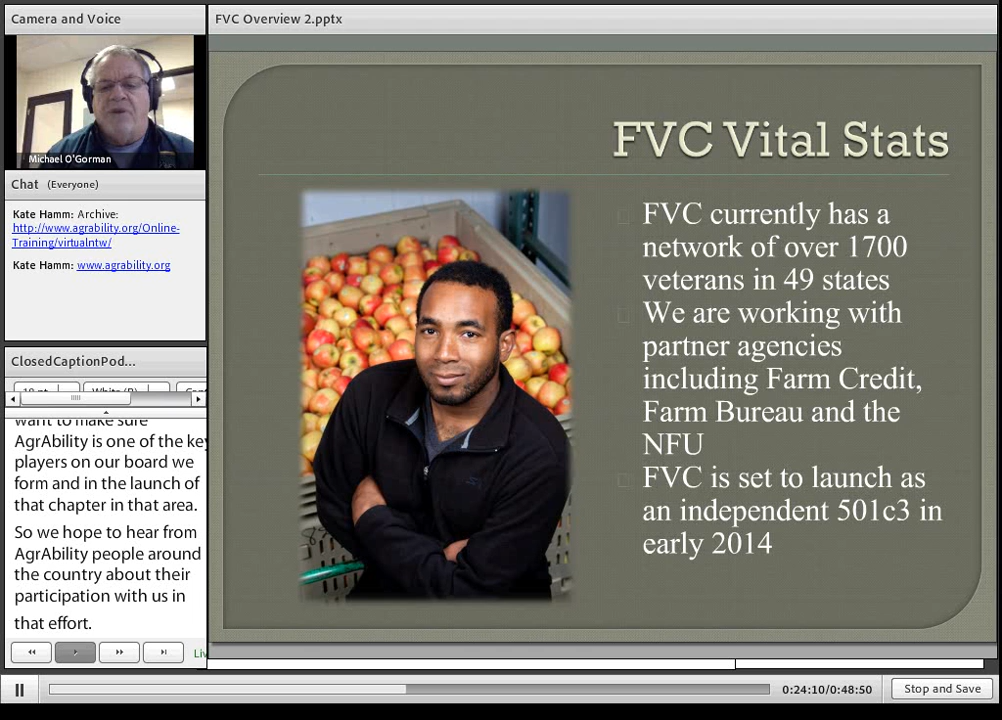 Camera and Voice
FVC Overview 2.pptx
Michael O'Gorman
Chat (Everyone)
Kate Hamm: Archive:
http://www.agrability.org/Online-
Training/virtualntw/
Kate Hamm: www.agrability.org
ClosedCaptionPod...
want to make sure
AgrAbility is one of the key
players on our board we
form and in the launch of
that chapter in that area.
So we hope to hear from
AgrAbility people around
the country about their
participation with us in
that effort.
FVC Vital Stats
FVC currently has a
network of over 1700
veterans in 49 states
We are working with
partner agencies
including Farm Credit,
Farm Bureau and the
NFU
FVC is set to launch as
an independent 501c3 in
early 2014
0:24:10/0:48:50
Stop and Save